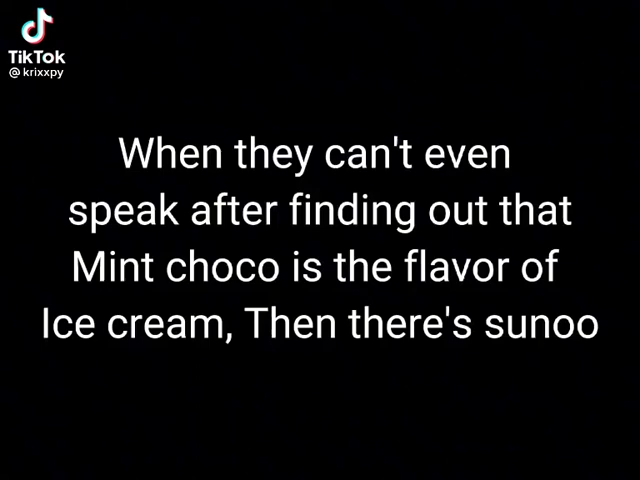 TikTok
@krixxpy
When they can't even
speak after finding out that
Mint choco is the flavor of
Ice cream, Then there's sunoo